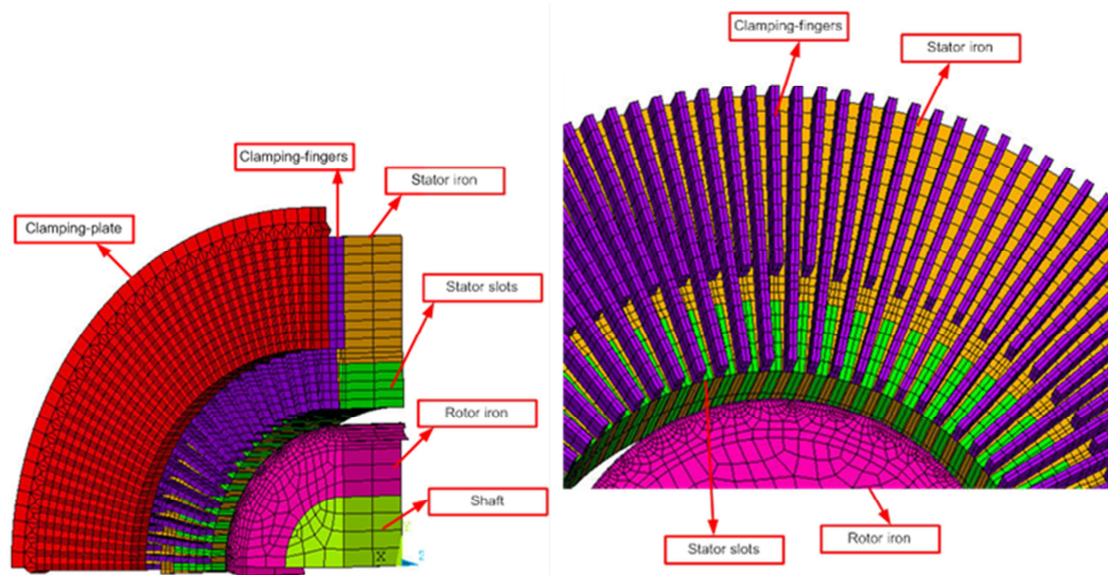 Clamping-fingers
Stator iron
Clamping-plate
Stator slots
Rotor iron
Shaft
X
Clamping-fingers
Stator iron
Stator slots
Rotor iron